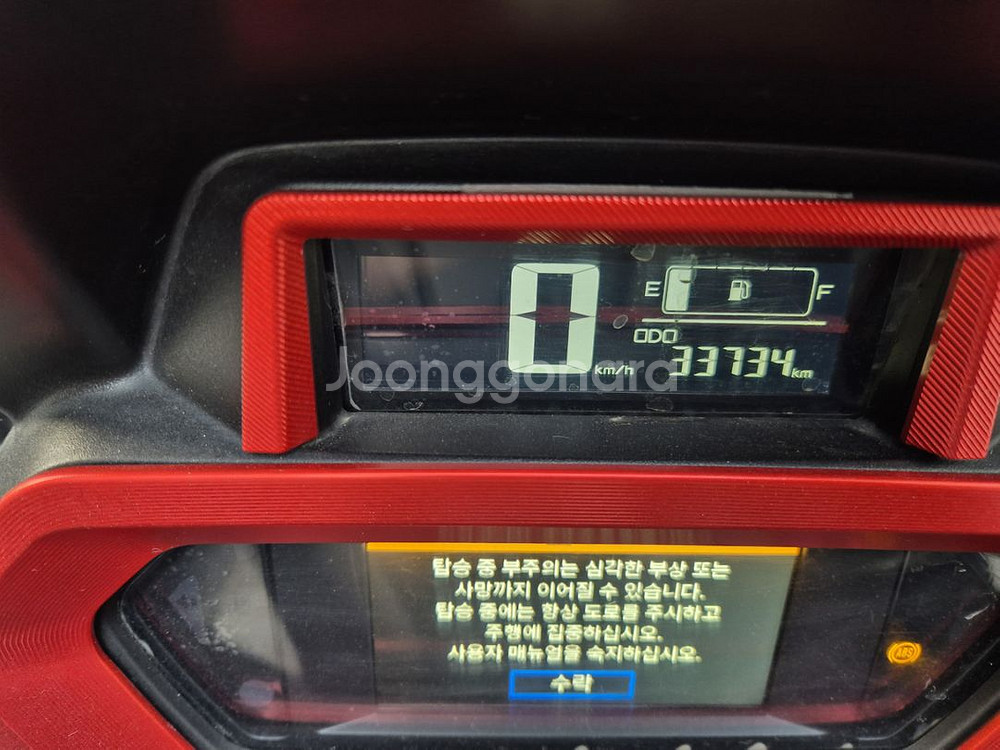 0
km/h
E
F
ODO
33734 km
Joonggonara
탑승 중 부주의는 심각한 부상 또는
사망까지 이어질 수 있습니다.
탑승 중에는 항상 도로를 주시하고
주행에 집중하십시오.
사용자 매뉴얼을 숙지하십시오.
수락
ABS